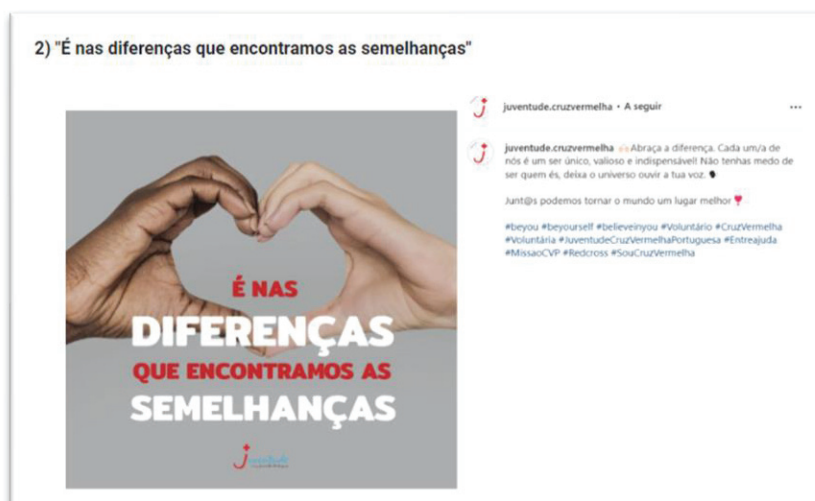 2) "É nas diferenças que encontramos as semelhanças"
É NAS
DIFERENÇAS
QUE ENCONTRAMOS AS
SEMELHANÇAS
juventude
juventude.cruzvermelha • A seguir
juventude.cruzvermelha Abraça a diferença. Cada um/a de
nós é um ser único, valioso e indispensável! Não tenhas medo de
ser quem és, deixa o universo ouvir a tua voz.
Junt@s podemos tornar o mundo um lugar melhor
#beyou #beyourself #believeinyou #Voluntário #CruzVermelha
#Voluntária #JuventudeCruzVermelhaPortuguesa #Entreajuda
#MissaoCVP #Redcross #SouCruzVermelha